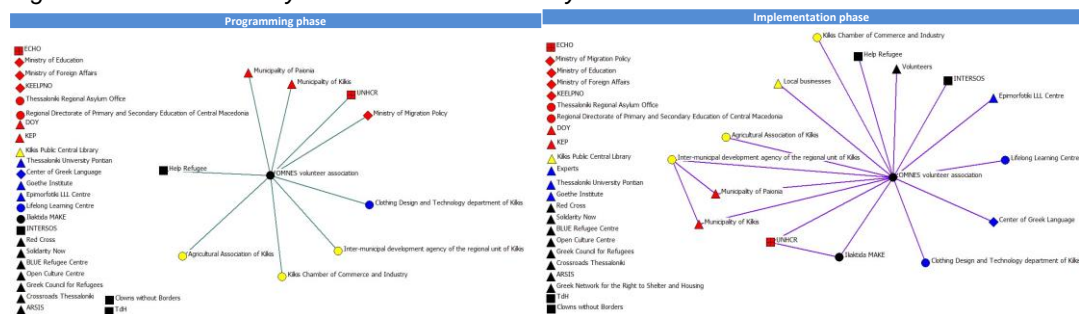 Programming phase
ECHO
Ministry of Education
Ministry of Foreign Affairs
KEELPNO
Thessaloniki Regional Asylum Office
Regional Directorate of Primary and Secondary Education of Central Macedonia
DOY
KEP
Kilkis Public Central Library
Thessaloniki University Pontian
Center of Greek Language
Goethe Institute
Epimorfotiki LLL Centre
Lifelong Learning Centre
Iliaktida MAKE
INTERSOS
Red Cross
Solidarity Now
BLUE Refugee Centre
Open Culture Centre
Greek Council for Refugees
Crossroads Thessaloniki
ARSIS
Clowns without Borders
TdH
Municipality of Paionia
Municipality of Kilkis
UNHCR
Ministry of Migration Policy
Help Refugee
OMNES volunteer association
Clothing Design and Technology department of Kilkis
Agricultural Association of Kilkis
Inter-municipal development agency of the regional unit of Kilkis
Kilkis Chamber of Commerce and Industry
Implementation phase
ECHO
Ministry of Migration Policy
Ministry of Education
Ministry of Foreign Affairs
KEELPNO
Thessaloniki Regional Asylum Office
Regional Directorate of Primary and Secondary Education of Central Macedonia
DOY
KEP
Kilkis Public Central Library
Experts
Thessaloniki University Pontian
Goethe Institute
Red Cross
Solidarity Now
BLUE Refugee Centre
Open Culture Centre
Greek Council for Refugees
Crossroads Thessaloniki
ARSIS
Greek Network for the Right to Shelter and Housing
TdH
Clowns without Borders
Kilkis Chamber of Commerce and Industry
Help Refugee
Volunteers
INTERSOS
Local businesses
Epimorfotiki LLL Centre
Agricultural Association of Kilkis
Inter-municipal development agency of the regional unit of Kilkis
Lifelong Learning Centre
OMNES volunteer association
Municipality of Paionia
Municipality of Kilkis
Center of Greek Language
UNHCR
Iliaktida MAKE
Clothing Design and Technology department of Kilkis